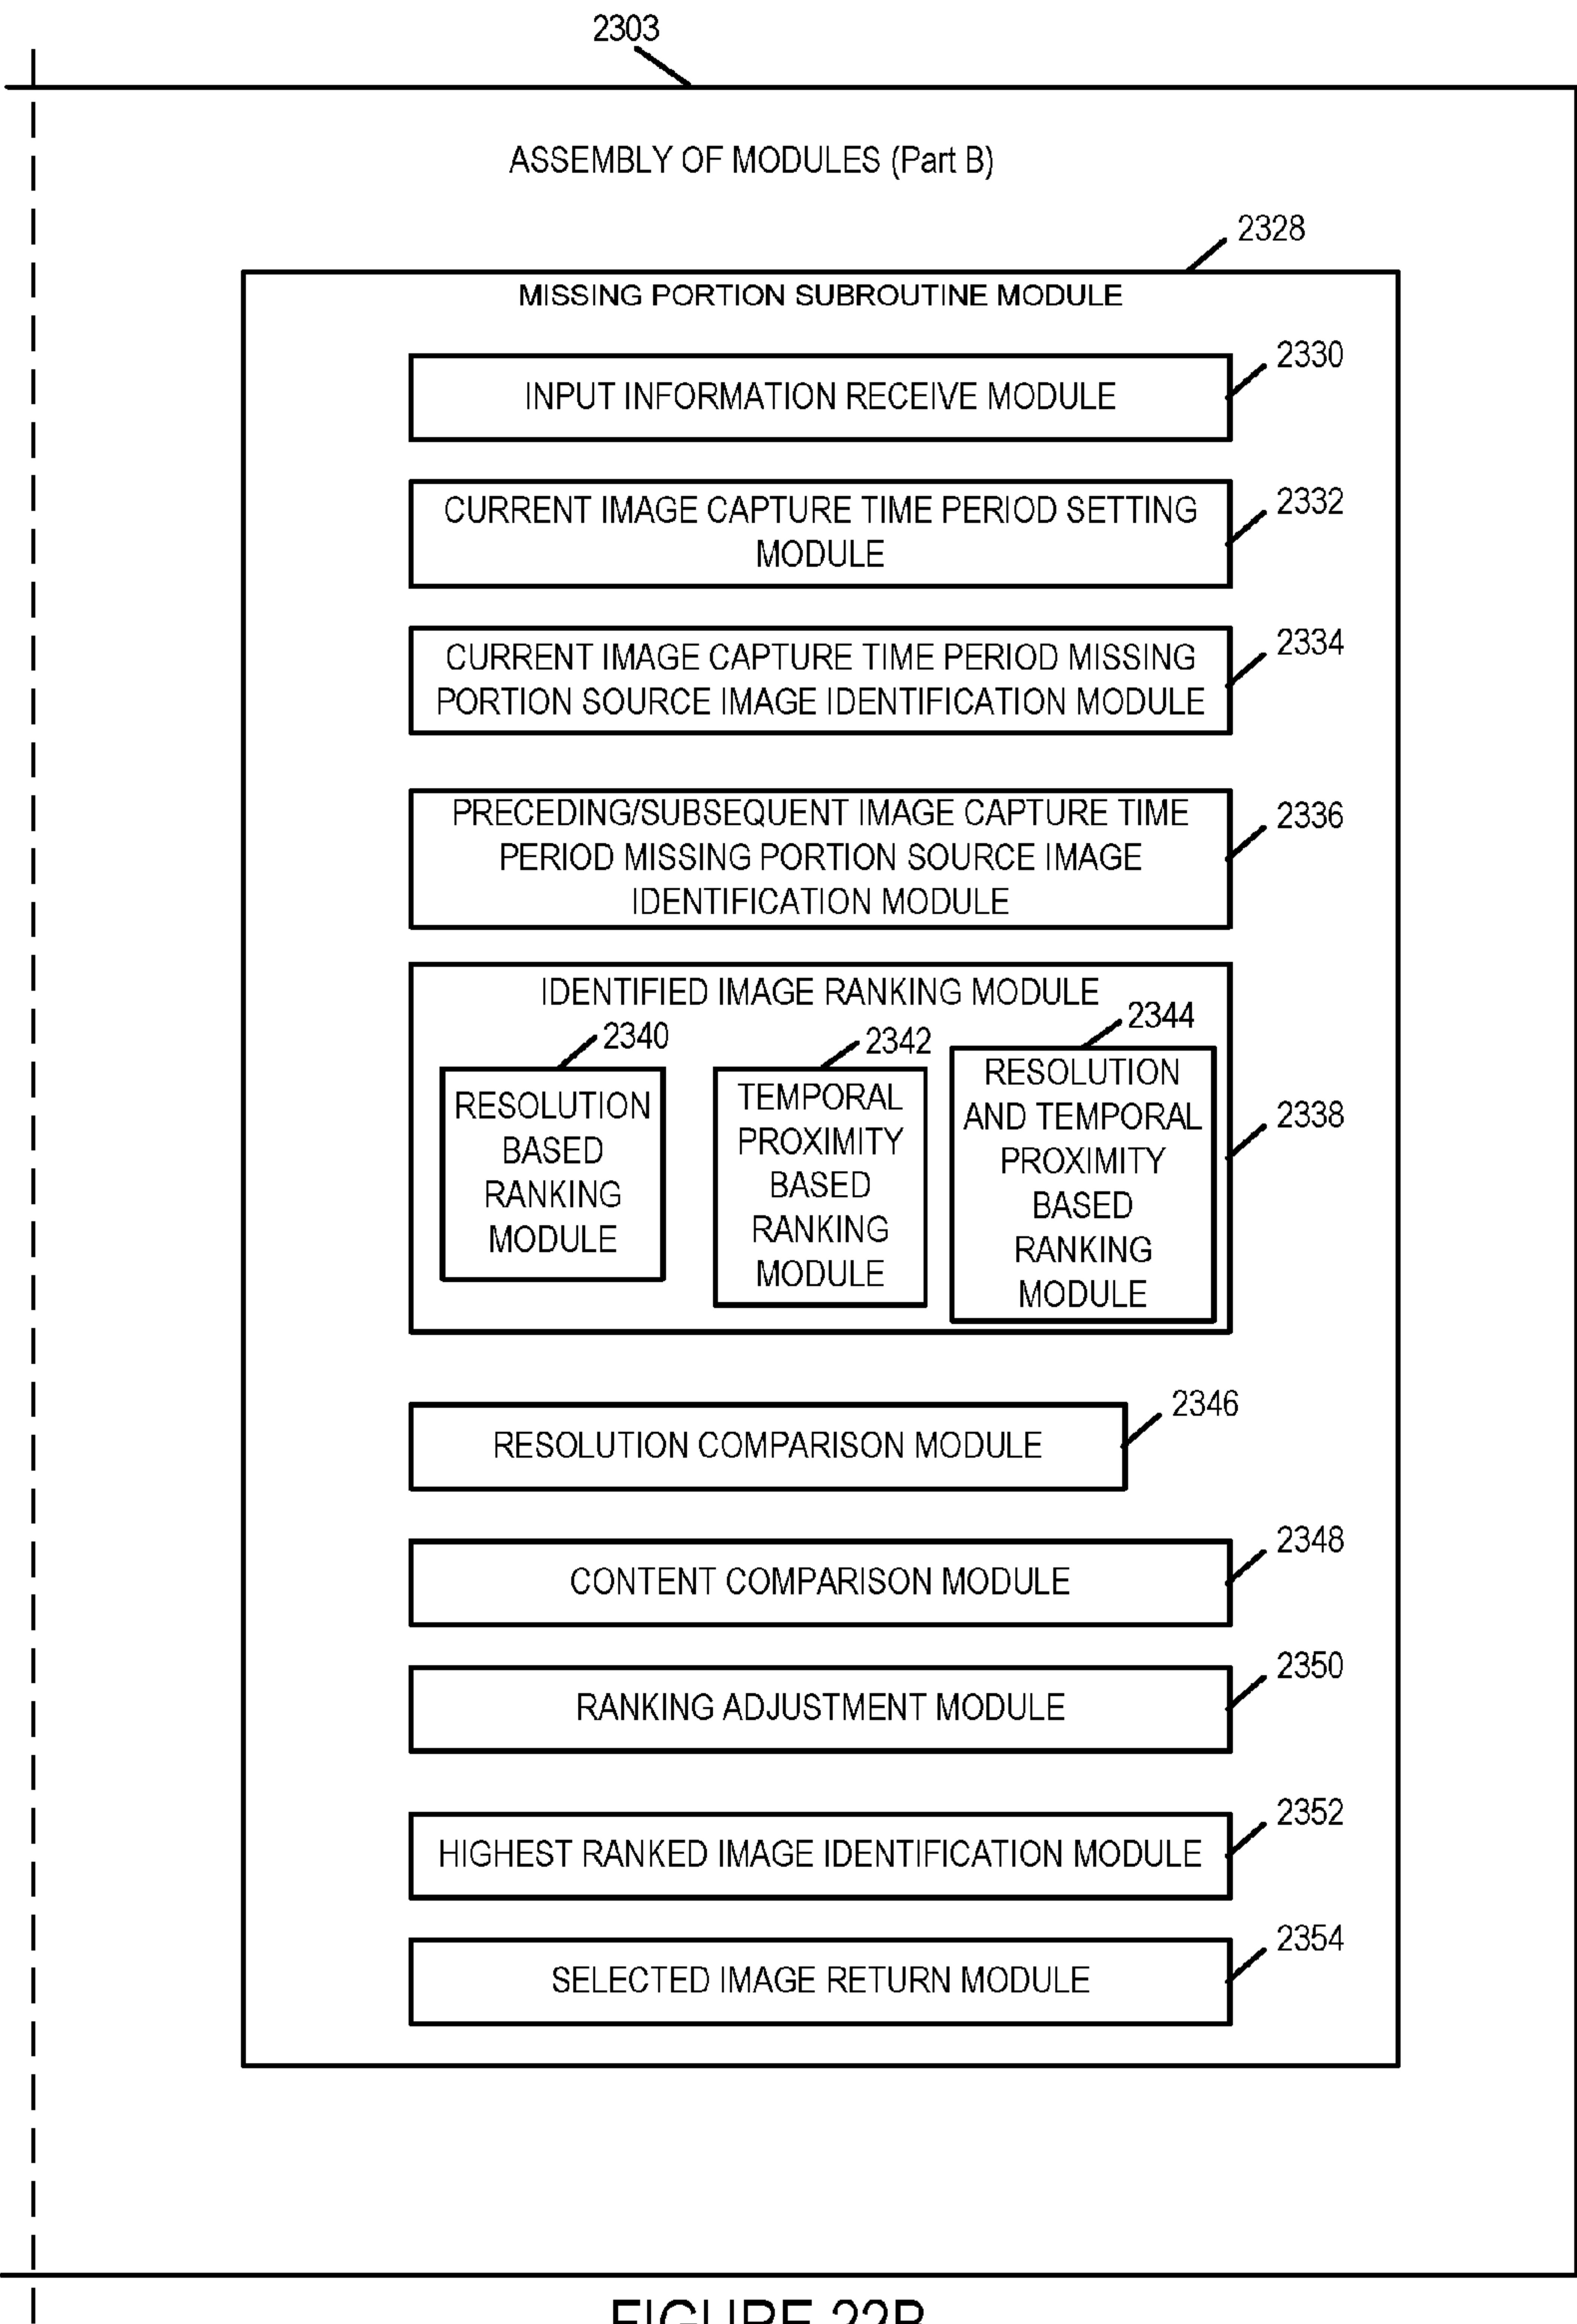 2303
ASSEMBLY OF MODULES (Part B)
2328
MISSING PORTION SUBROUTINE MODULE
2330
INPUT INFORMATION RECEIVE MODULE
2332
CURRENT IMAGE CAPTURE TIME PERIOD SETTING
MODULE
2334
CURRENT IMAGE CAPTURE TIME PERIOD MISSING
PORTION SOURCE IMAGE IDENTIFICATION MODULE
2336
PRECEDING/SUBSEQUENT IMAGE CAPTURE TIME
PERIOD MISSING PORTION SOURCE IMAGE
IDENTIFICATION MODULE
IDENTIFIED IMAGE RANKING MODULE
2338
2340
RESOLUTION
BASED
RANKING
MODULE
2342
TEMPORAL
PROXIMITY
BASED
RANKING
MODULE
2344
RESOLUTION
AND TEMPORAL
PROXIMITY
BASED
RANKING
MODULE
2346
RESOLUTION COMPARISON MODULE
2348
CONTENT COMPARISON MODULE
2350
RANKING ADJUSTMENT MODULE
2352
HIGHEST RANKED IMAGE IDENTIFICATION MODULE
2354
SELECTED IMAGE RETURN MODULE
FIGURE 22B